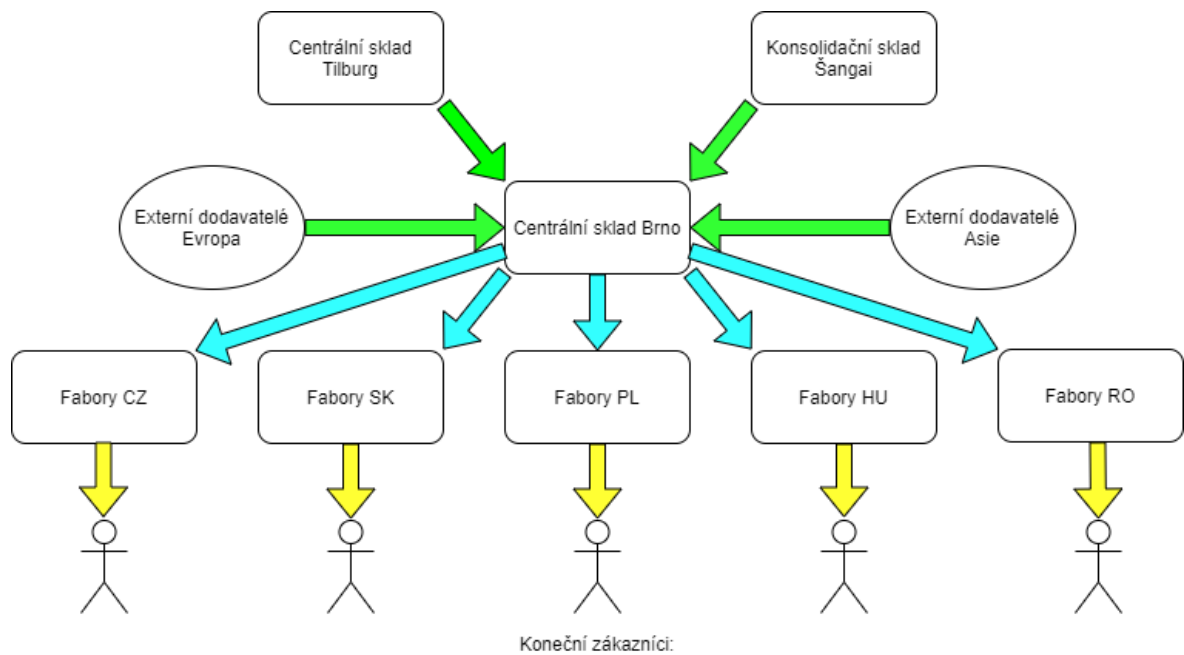 Centrální sklad
Tilburg
Konsolidační sklad
Šangai
Externí dodavatelé
Evropa
Centrální sklad Brno
Externí dodavatelé
Asie
Fabory CZ
Fabory SK
Fabory PL
Fabory HU
Fabory RO
Koneční zákazníci: